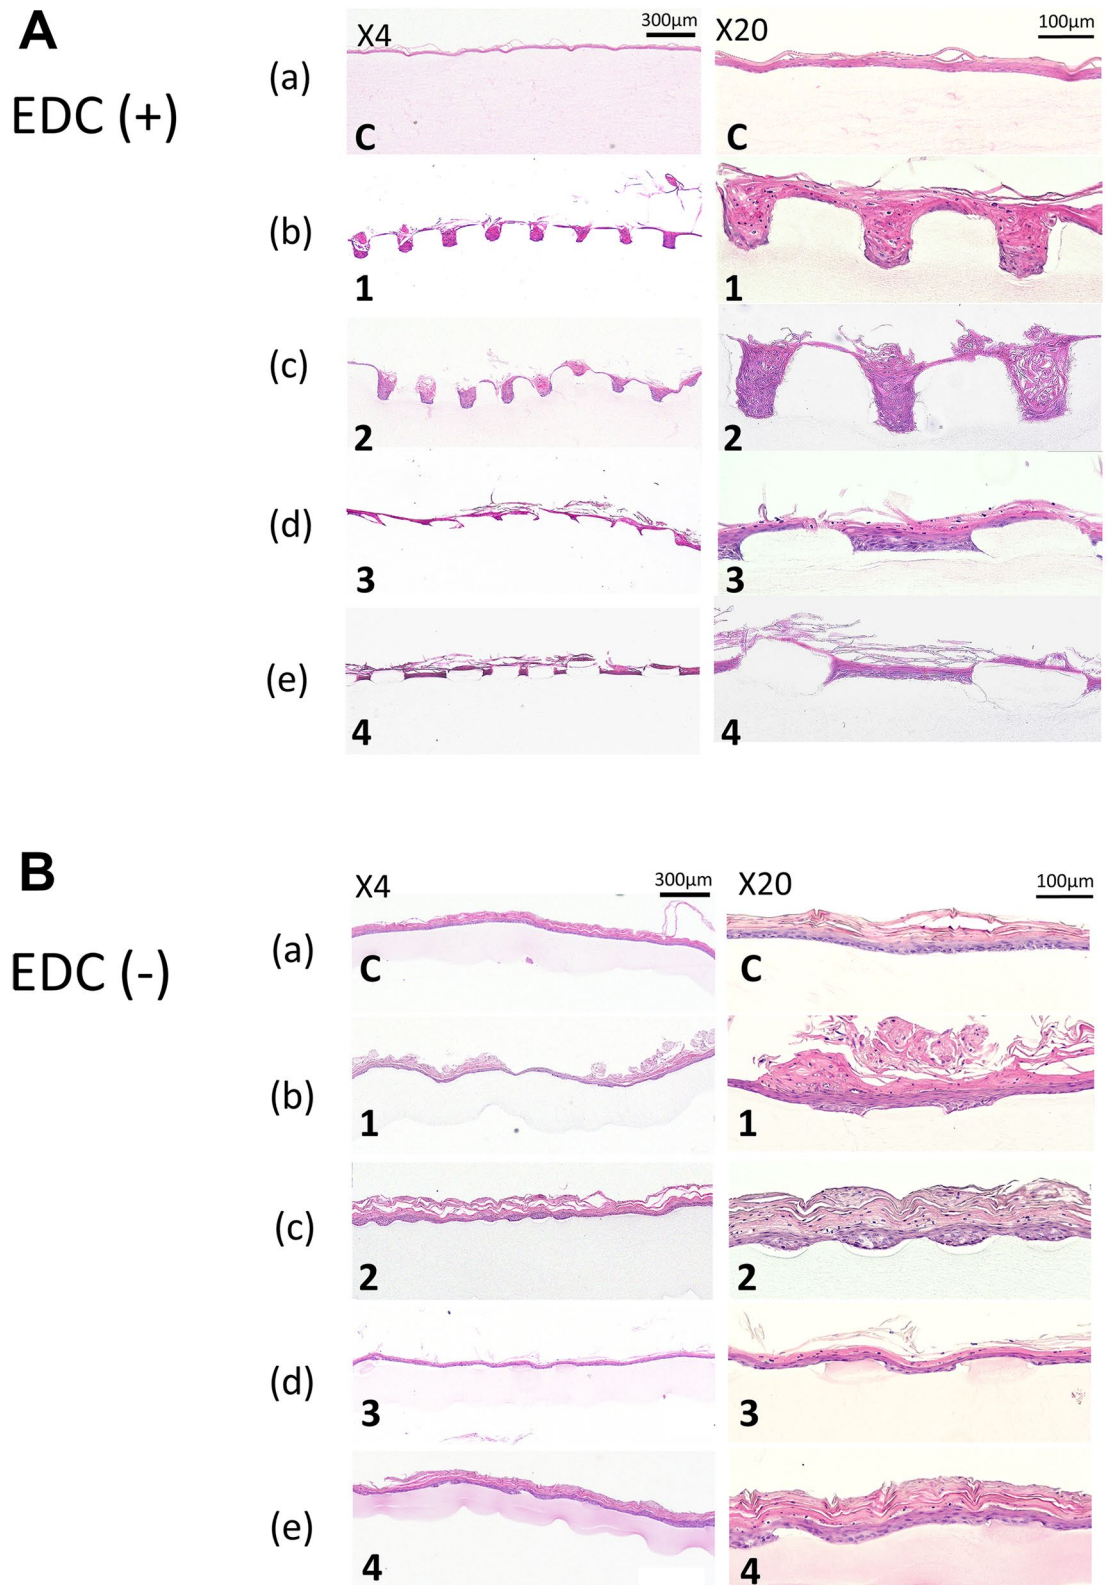 A
EDC (+)
X4 300µm X20 100µm
(a) C C
(b) 1 1
(c) 2 2
(d) 3 3
(e) 4 4
B
EDC (-)
X4 300µm X20 100µm
(a) C C
(b) 1 1
(c) 2 2
(d) 3 3
(e) 4 4